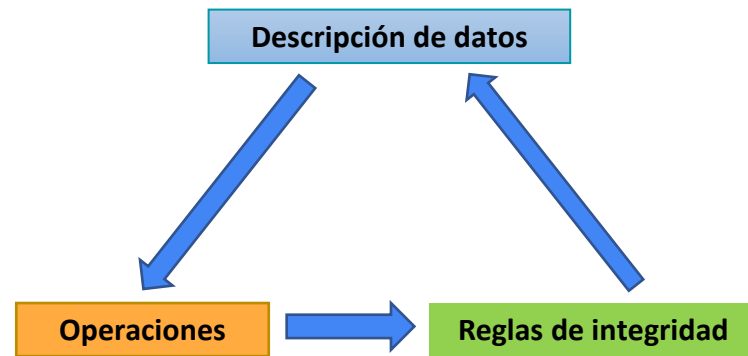 Descripción de datos
Operaciones
Reglas de integridad